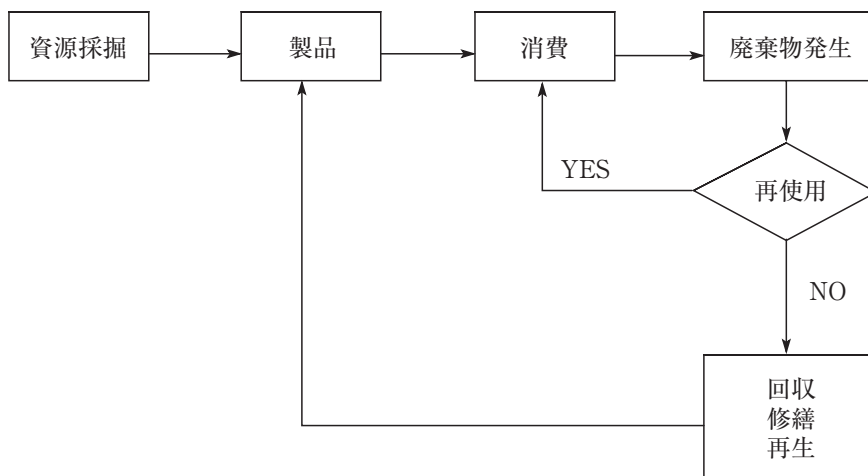 資源採掘
製品
消費
廃棄物発生
YES
再使用
NO
回収
修繕
再生